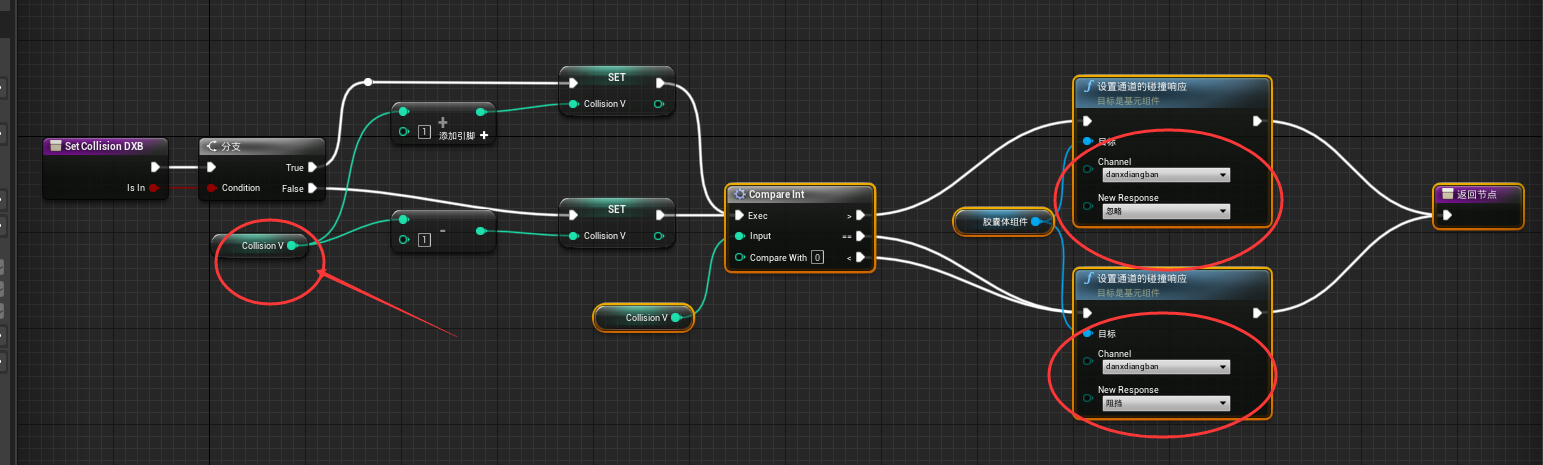 SetCollision DXB
Is In
分支
True
Condition
False
Collision V
1
添加引脚
1
SET
Collision V
SET
Collision V
Collision V
Compare Int
Exec
>
Input
==
Compare With
0
<
胶囊体组件
设置通道的碰撞响应
目标是基元组件
目标
Channel
danxdiangban
New Response
忽略
设置通道的碰撞响应
目标是基元组件
目标
Channel
danxdiangban
New Response
阻挡
返回节点